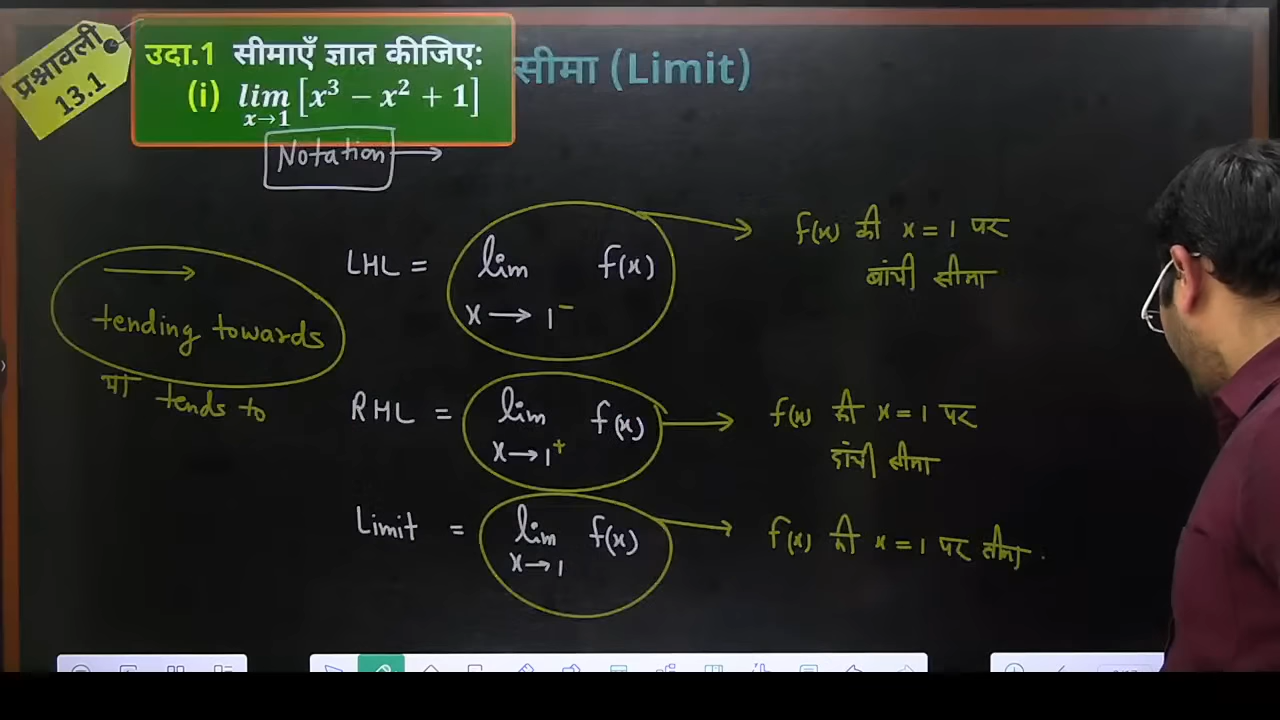 प्रश्नावली
13.1
उदा.1 सीमाएँ ज्ञात कीजिए:
(i) lim x→1 [x³ − x² + 1]
सीमा (Limit)
Notation →
LHL = lim x→1⁻ f(x) → f(x) की x=1 पर
बांयी सीमा
→
tending towards
या tends to
RHL = lim x→1⁺ f(x) → f(x) की x=1 पर
दांयी सीमा
Limit = lim x→1 f(x) → f(x) की x=1 पर सीमा.